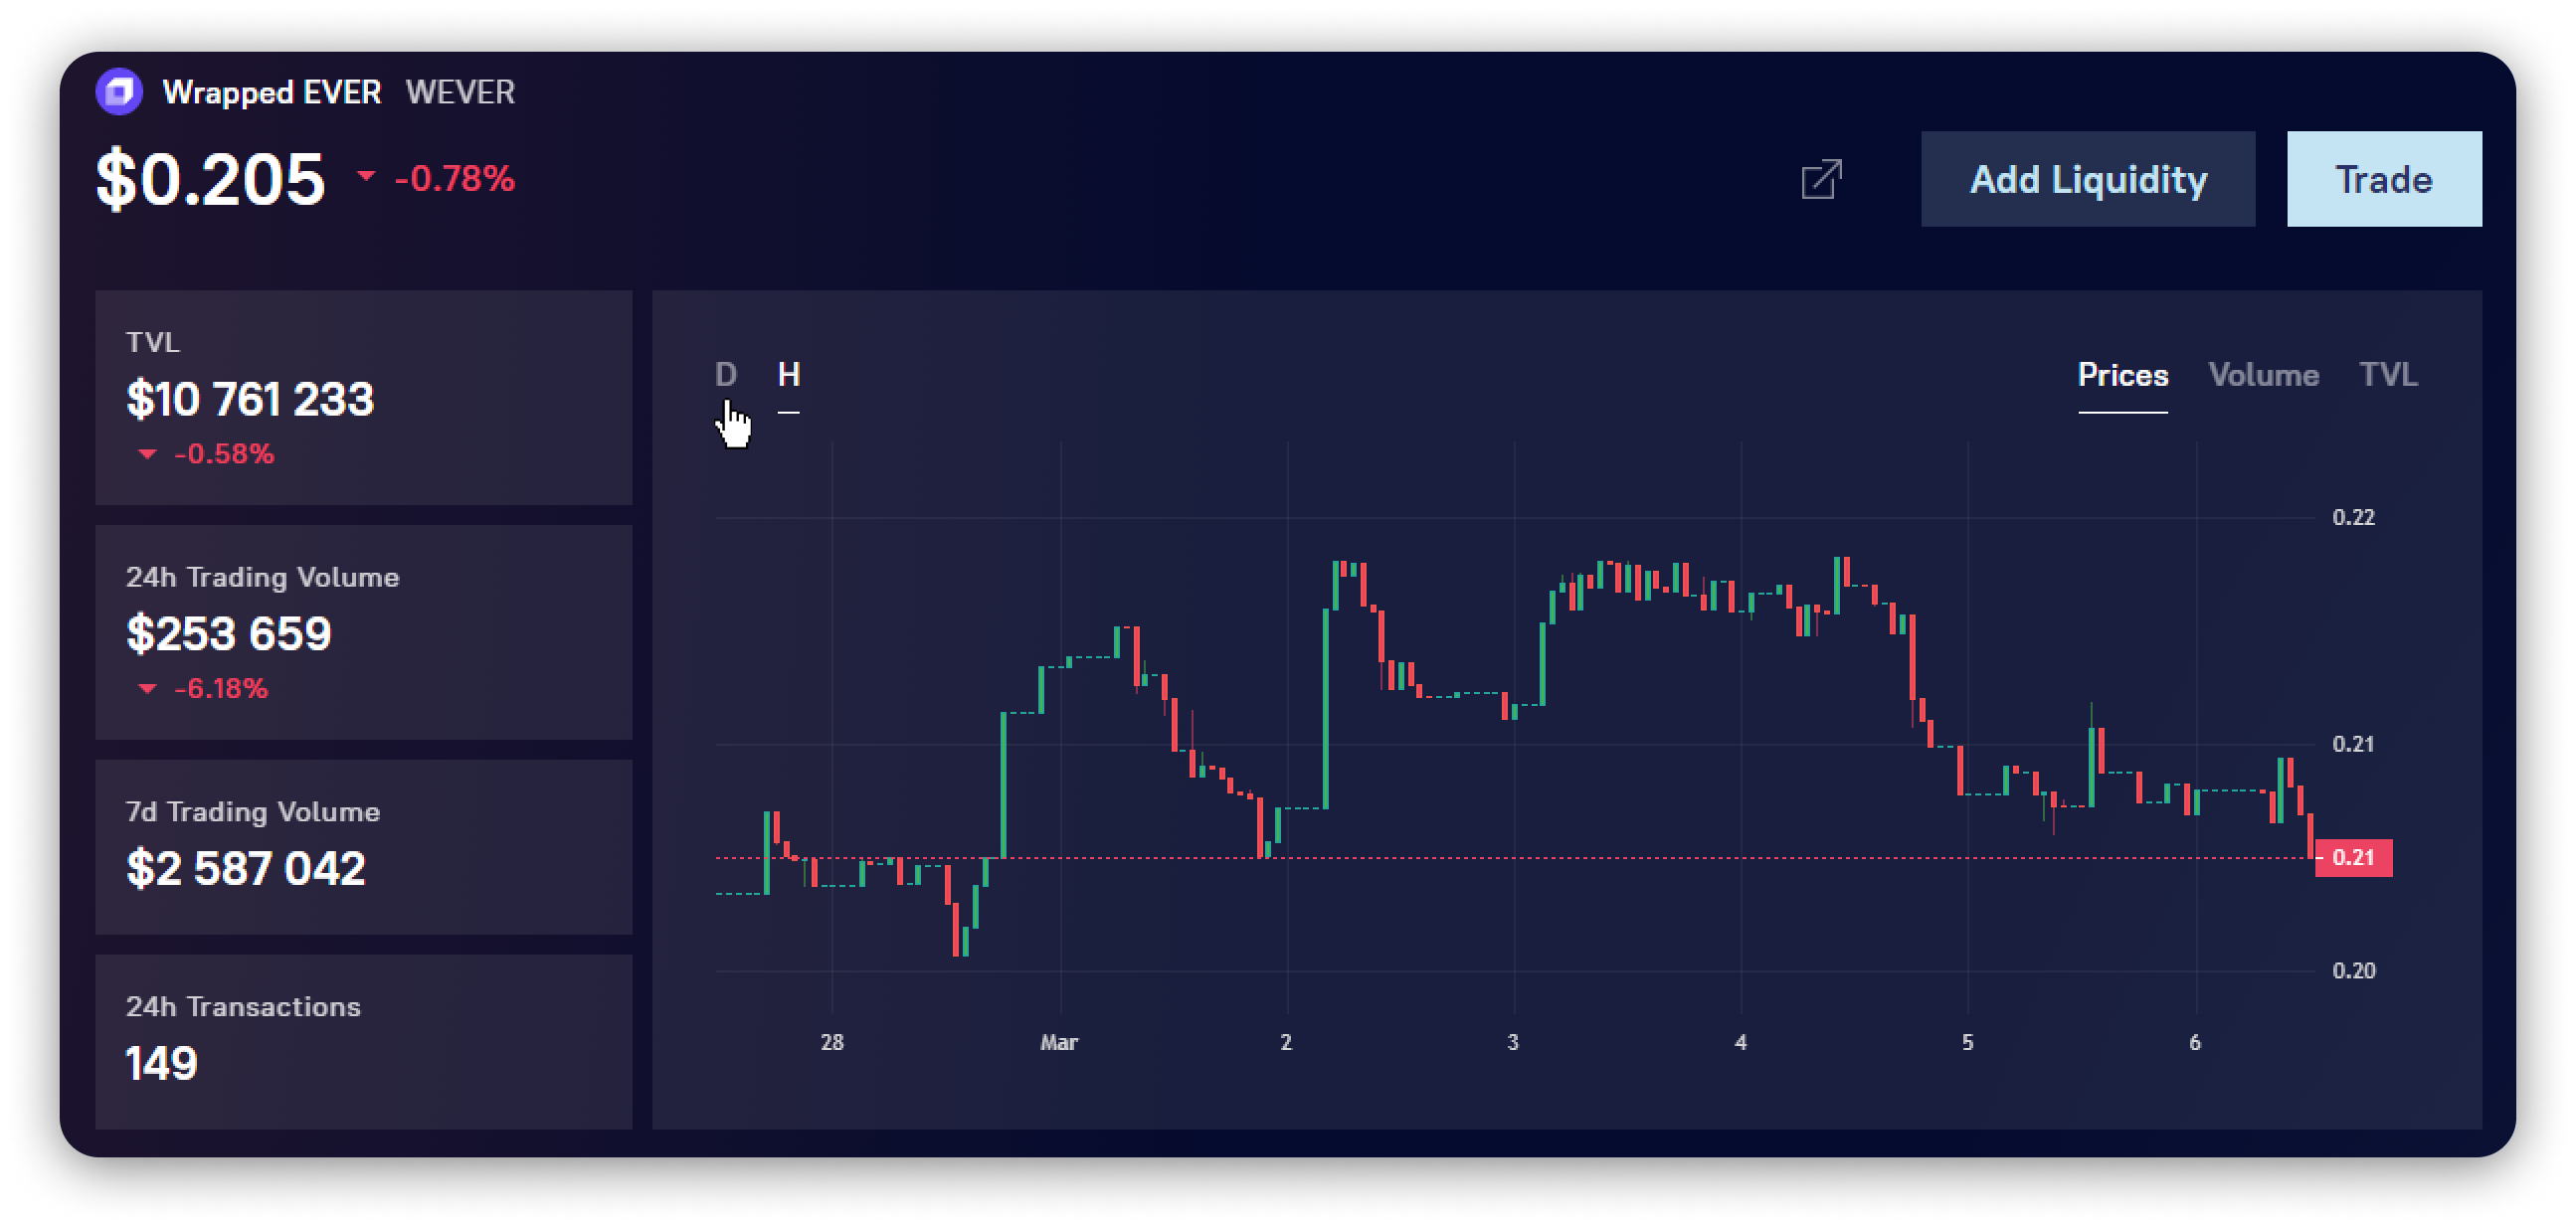 Wrapped EVER WEVER
$0.205 -0.78%
Add Liquidity
Trade
TVL
$10 761 233
-0.58%
24h Trading Volume
$253 659
-6.18%
7d Trading Volume
$2 587 042
24h Transactions
149
D H
Prices Volume TVL
0.22
0.21
0.21
0.20
28 Mar 2 3 4 5 6